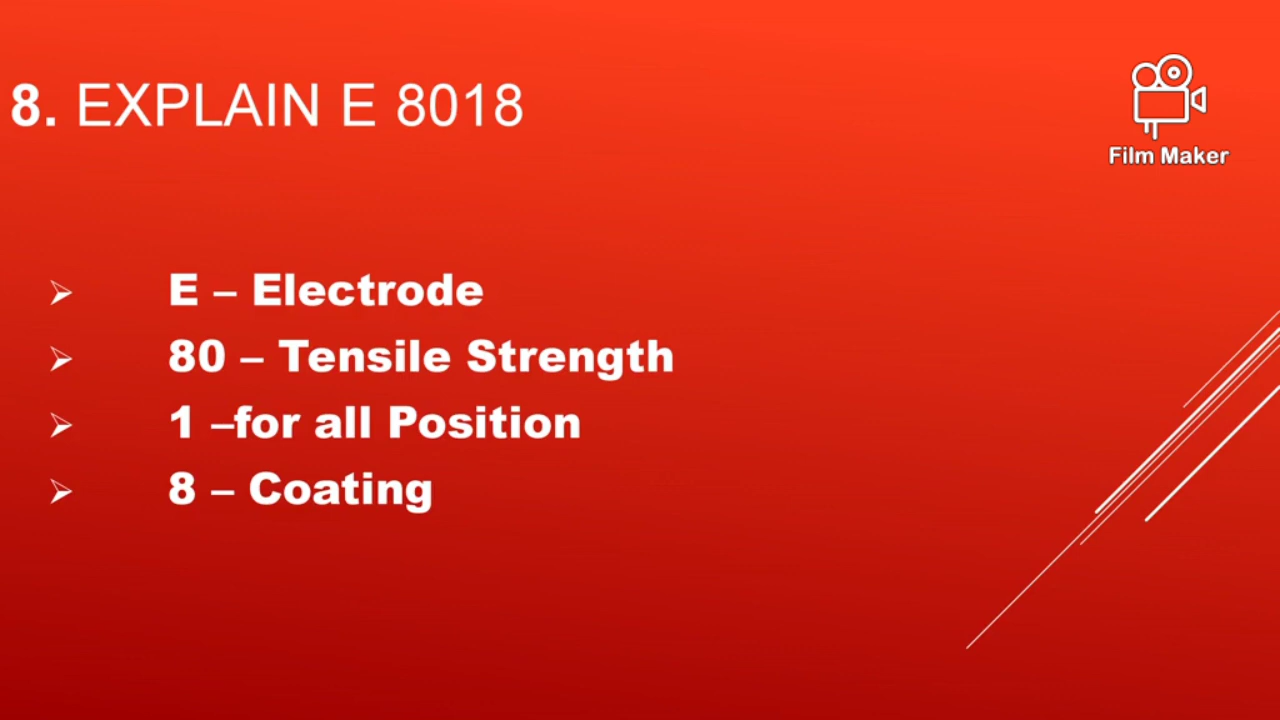 8. EXPLAIN E 8018
Film Maker
➢ E – Electrode
➢ 80 – Tensile Strength
➢ 1 –for all Position
➢ 8 – Coating